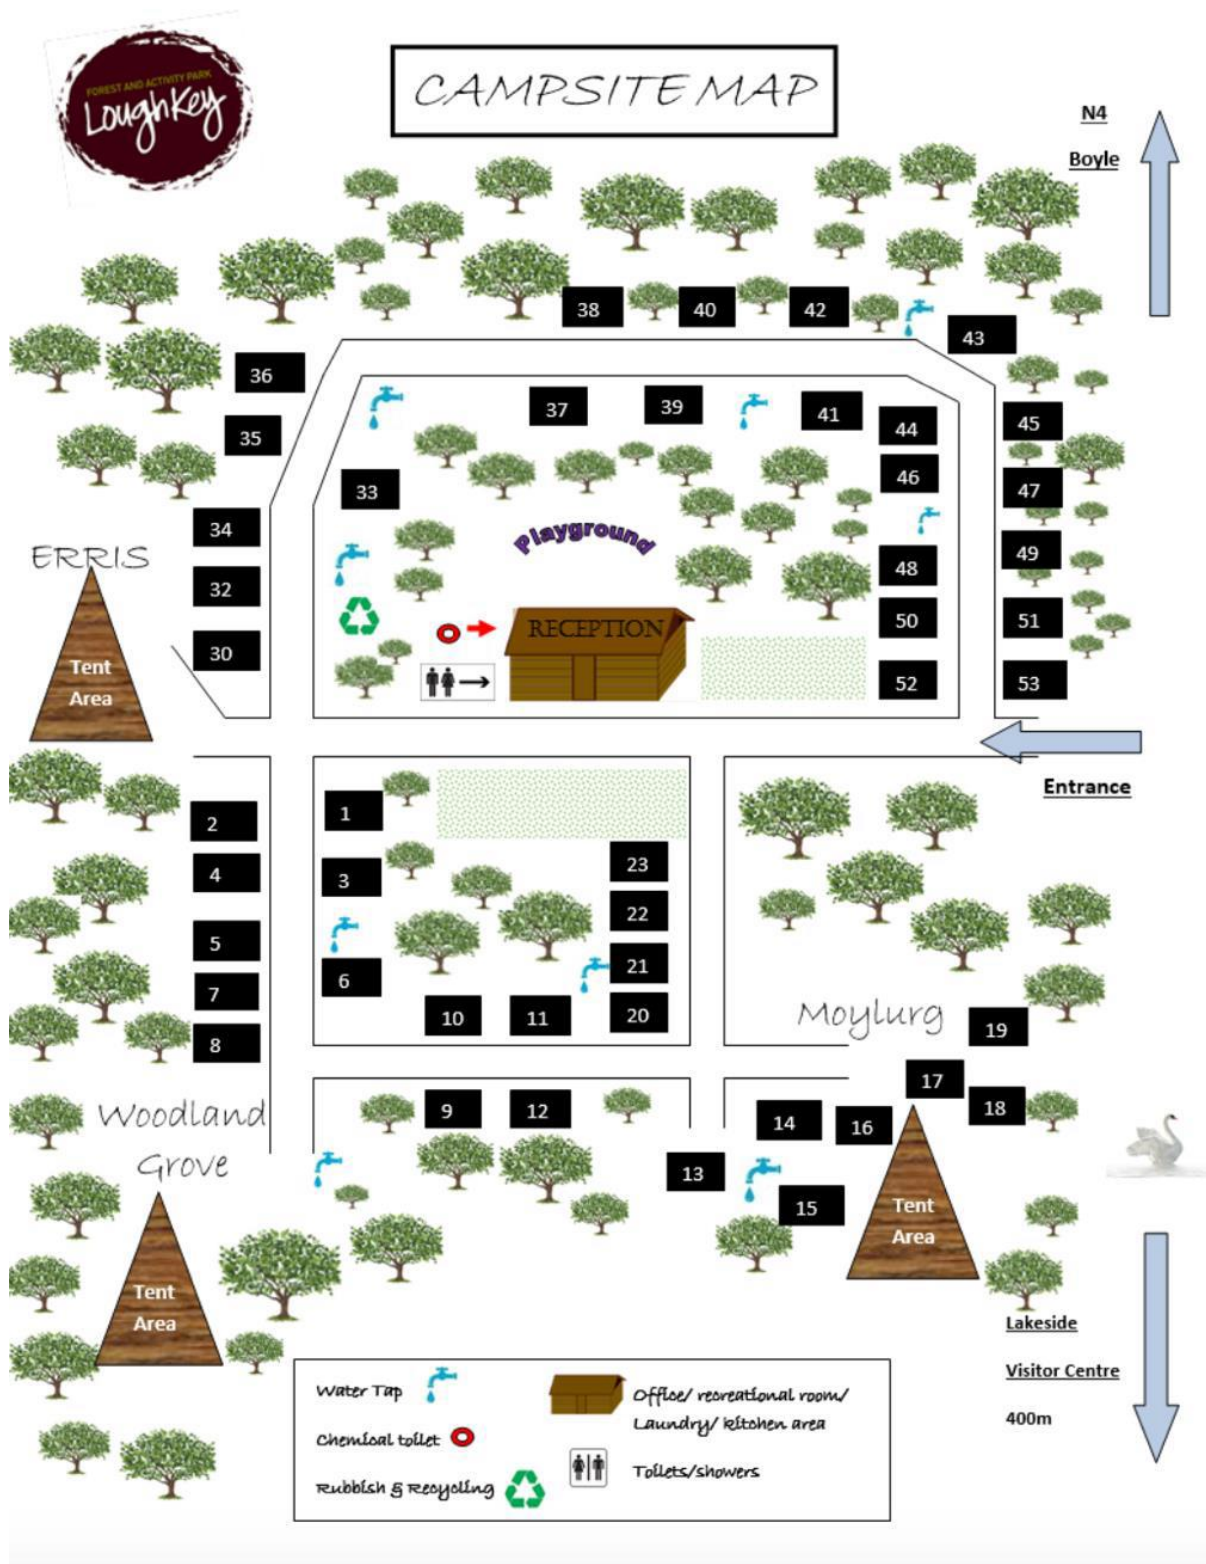 FOREST AND ACTIVITY PARK
Lough Key
CAMPSITE MAP
N4
Boyle
38
40
42
43
36
37
39
41
44
45
35
46
33
47
34
Playground
ERRIS
49
32
48
50
51
RECEPTION
30
Tent
Area
52
53
Entrance
2
1
4
3
23
22
5
21
7
6
20
10
11
8
Moylurg
19
17
9
12
18
14
16
Woodland
Grove
13
15
Tent
Area
Tent
Area
Lakeside
Visitor Centre
400m
Water Tap
Office/ recreational room/
Laundry/ kitchen area
Chemical toilet
Toilets/showers
Rubbish & Recycling